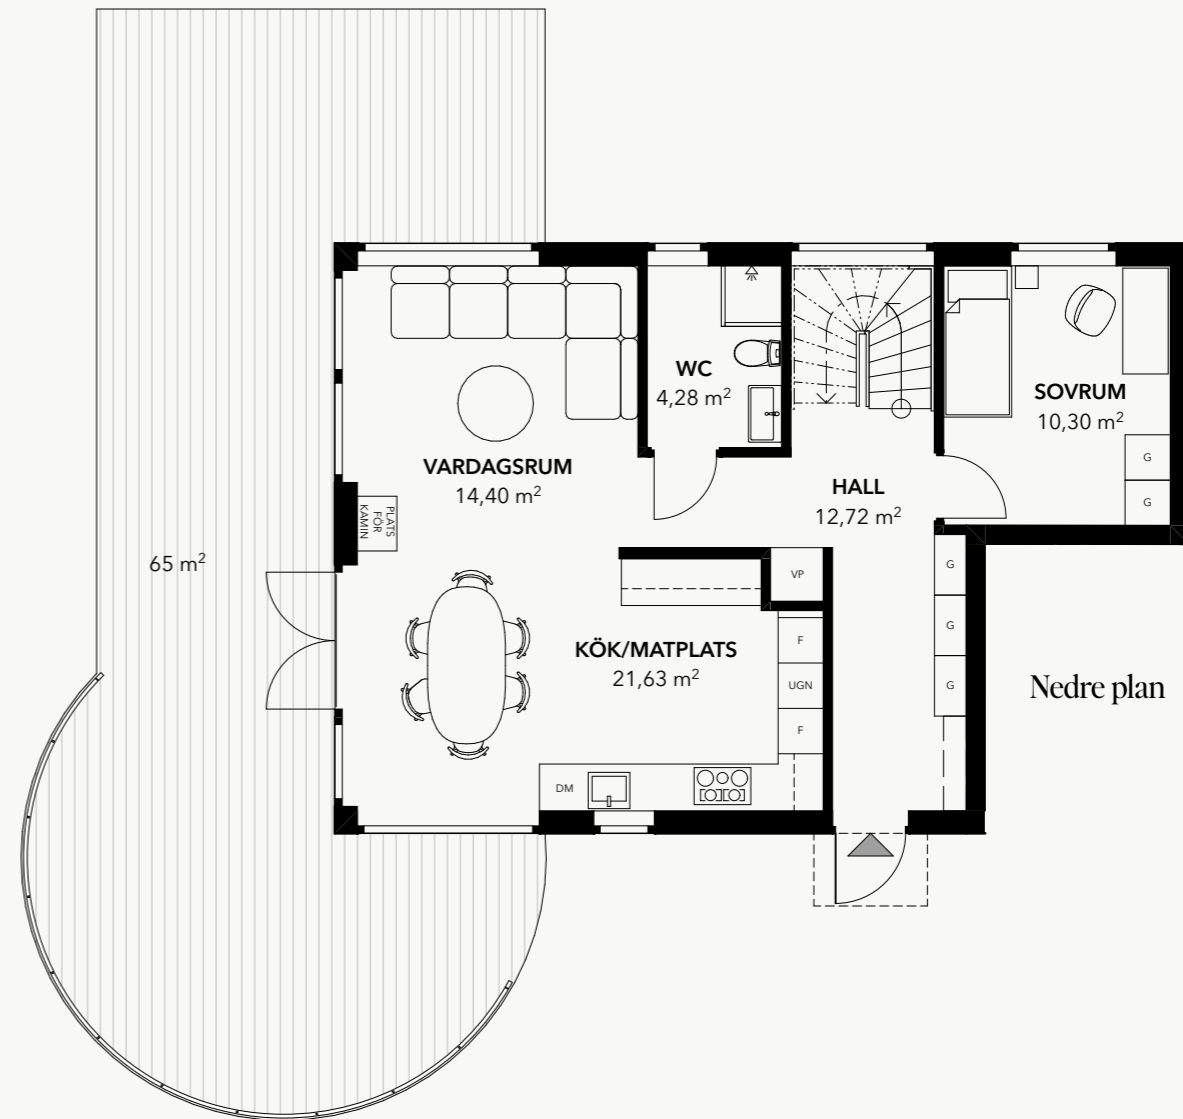 WC
4,28 m²
SOVRUM
10,30 m²
G
G
VARDAGSRUM
14,40 m²
HALL
12,72 m²
PLATS
FÖR
KAMIN
65 m²
VP
G
G
G
KÖK/MATPLATS
21,63 m²
F
UGN
F
DM
Nedre plan